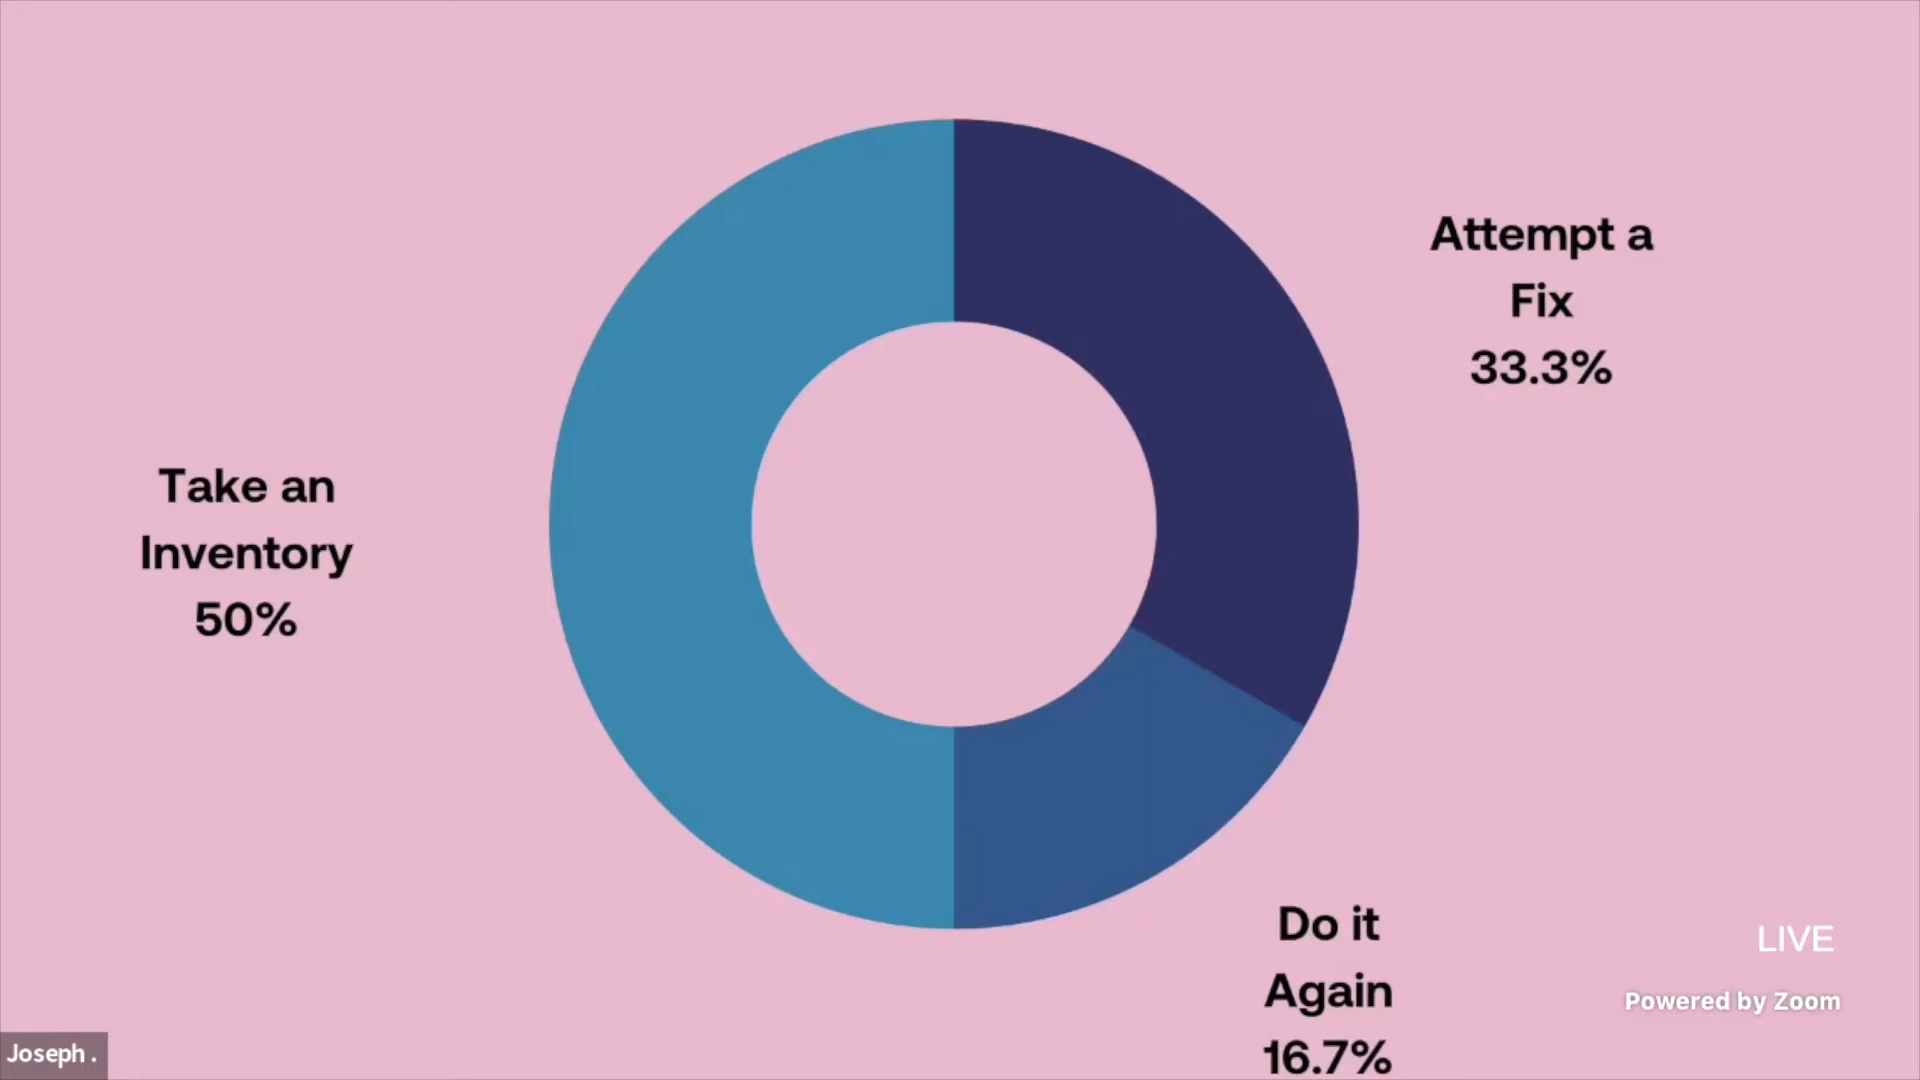 Attempt a
Fix
33.3%
Take an
Inventory
50%
Do it
Again
16.7%
LIVE
Powered by Zoom
Joseph .